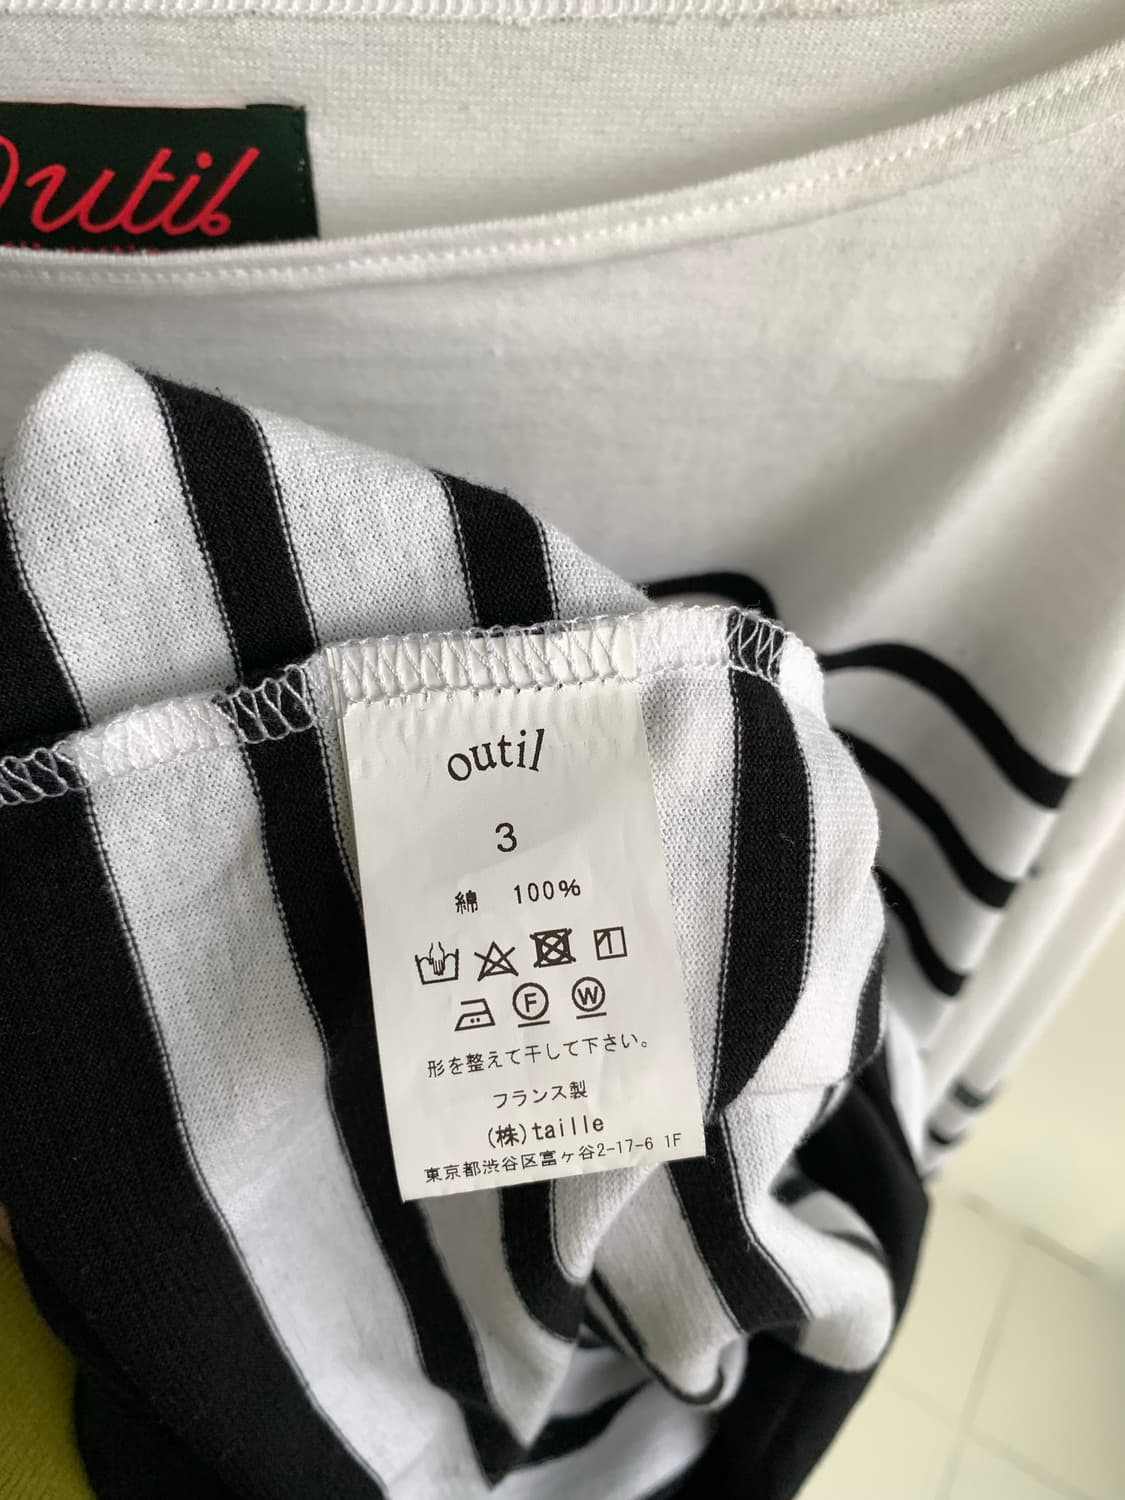 Outil
outil
3
綿 100%
F W
形を整えて干して下さい。
フランス製
(株)taille
東京都渋谷区富ヶ谷2-17-6 1F